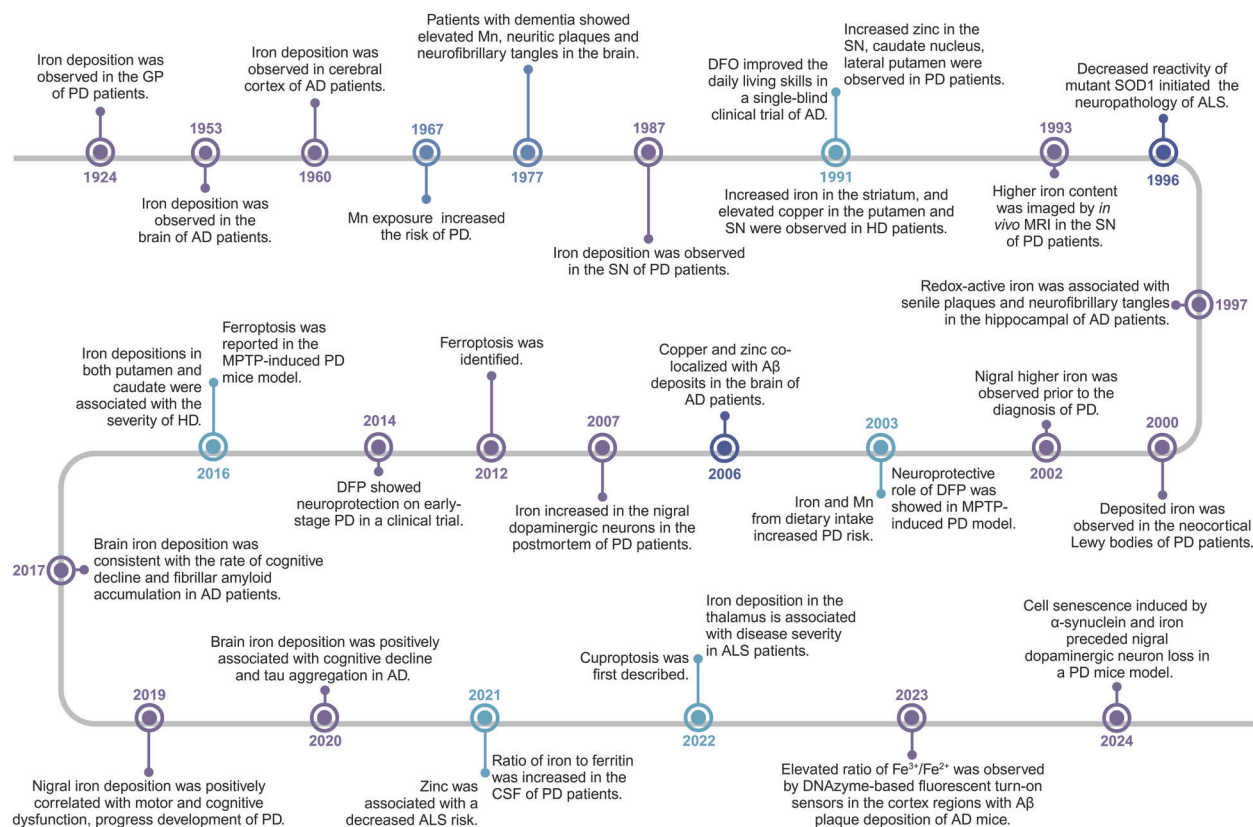 Iron deposition was
observed in the GP
of PD patients.
1924
1953
Iron deposition was
observed in the
brain of AD patients.
Iron deposition was
observed in cerebral
cortex of AD patients.
1960
1967
Mn exposure increased
the risk of PD.
Patients with dementia showed
elevated Mn, neuritic plaques and
neurofibrillary tangles in the brain.
1977
1987
Iron deposition was observed
in the SN of PD patients.
DFO improved the
daily living skills in
a single-blind
clinical trial of AD.
Increased zinc in the
SN, caudate nucleus,
lateral putamen were
observed in PD patients.
1991
Increased iron in the striatum, and
elevated copper in the putamen and
SN were observed in HD patients.
1993
Higher iron content
was imaged by in
vivo MRI in the SN
of PD patients.
Decreased reactivity of
mutant SOD1 initiated the
neuropathology of ALS.
1996
Redox-active iron was associated with
senile plaques and neurofibrillary tangles
in the hippocampal of AD patients.
1997
2000
Deposited iron was
observed in the neocortical
Lewy bodies of PD patients.
Nigral higher iron was
observed prior to the
diagnosis of PD.
2002
2003
Iron and Mn
from dietary intake
increased PD risk.
Neuroprotective
role of DFP was
showed in MPTP-
induced PD model.
Copper and zinc co-
localized with Aβ
deposits in the brain of
AD patients.
2006
2007
Iron increased in the nigral
dopaminergic neurons in the
postmortem of PD patients.
Ferroptosis was
identified.
2012
2014
DFP showed
neuroprotection on early-
stage PD in a clinical trial.
Iron depositions in
both putamen and
caudate were
associated with the
severity of HD.
Ferroptosis was
reported in the
MPTP-induced PD
mice model.
2016
2017
Brain iron deposition was
consistent with the rate of cognitive
decline and fibrillar amyloid
accumulation in AD patients.
2019
Nigral iron deposition was positively
correlated with motor and cognitive
dysfunction, progress development of PD.
Brain iron deposition was positively
associated with cognitive decline
and tau aggregation in AD.
2020
2021
Zinc was
associated with a
decreased ALS risk.
Ratio of iron to ferritin
was increased in the
CSF of PD patients.
Cuproptosis was
first described.
Iron deposition in the
thalamus is associated
with disease severity
in ALS patients.
2022
2023
Elevated ratio of Fe³⁺/Fe²⁺ was observed
by DNAzyme-based fluorescent turn-on
sensors in the cortex regions with Aβ
plaque deposition of AD mice.
Cell senescence induced by
α-synuclein and iron
preceded nigral
dopaminergic neuron loss in
a PD mice model.
2024